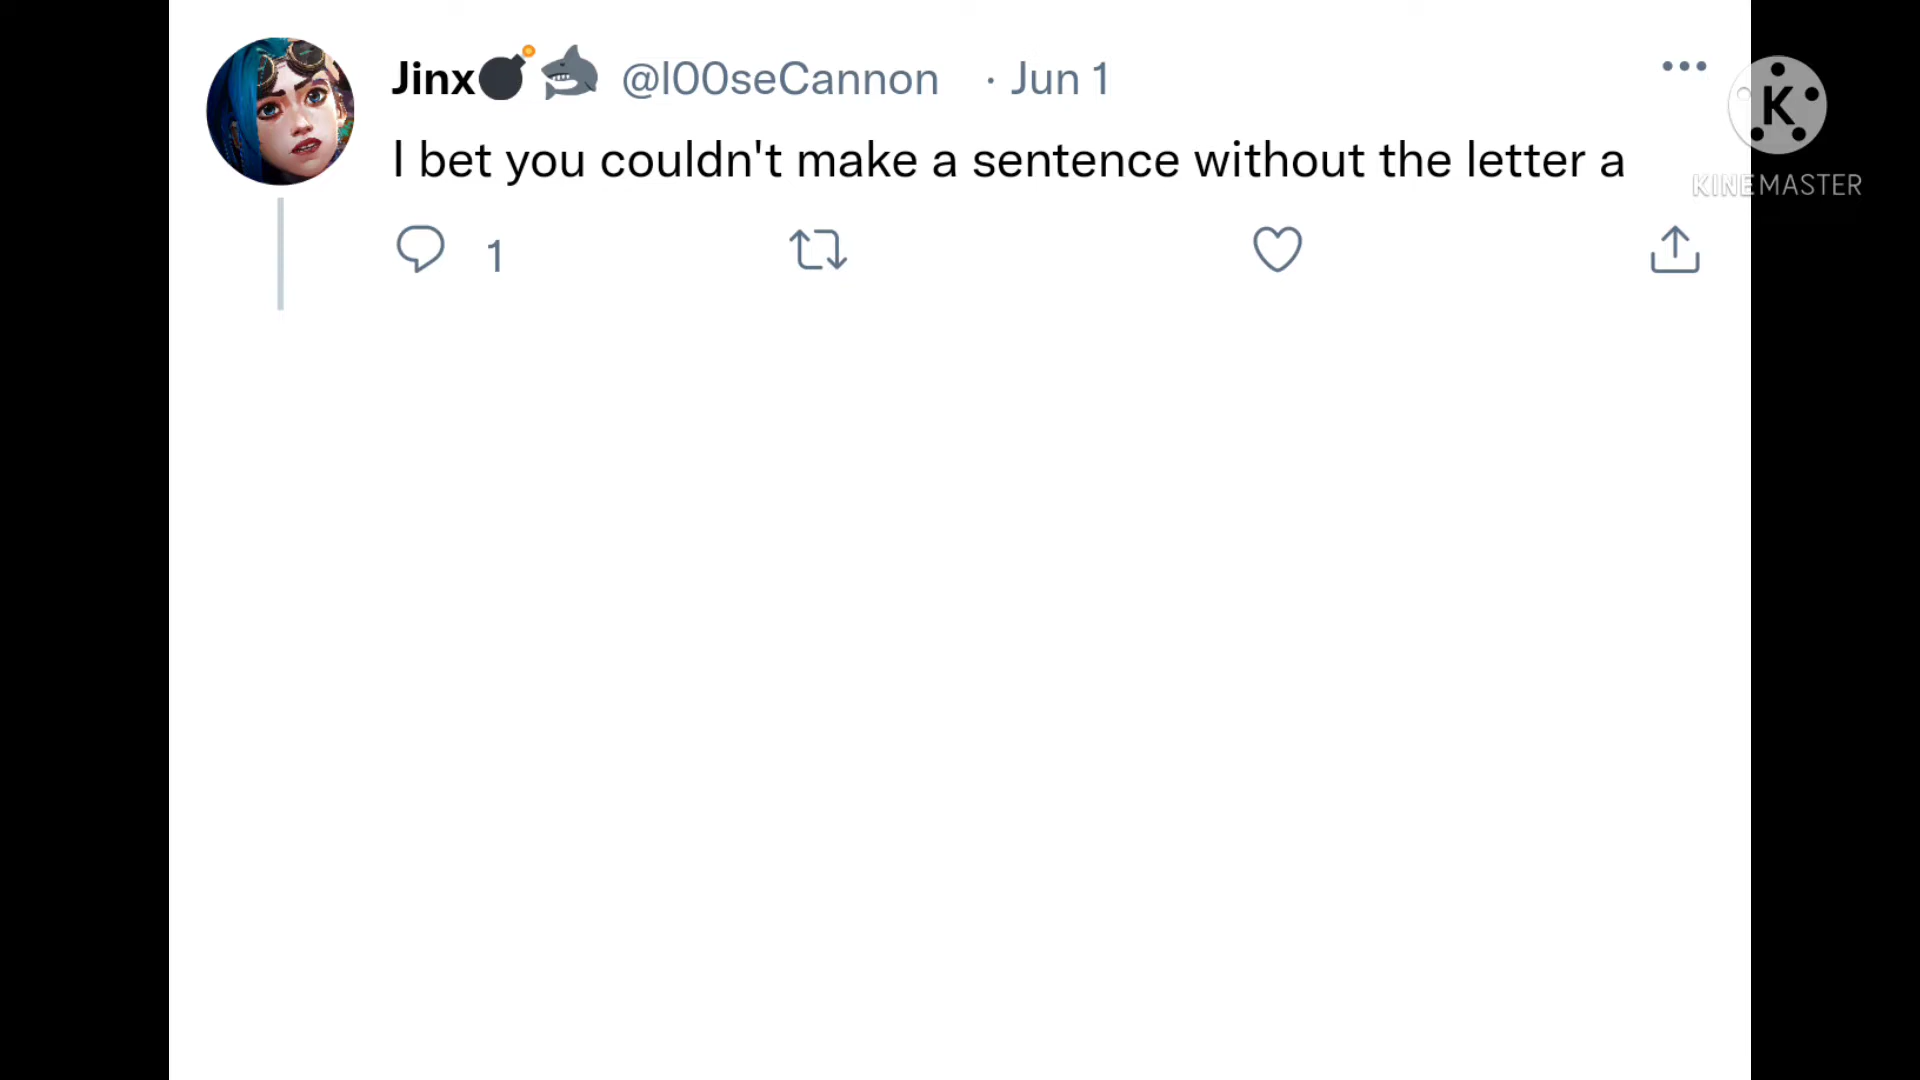 Jinx💣🦈 @l00seCannon · Jun 1
I bet you couldn't make a sentence without the letter a
1
K
KINEMASTER